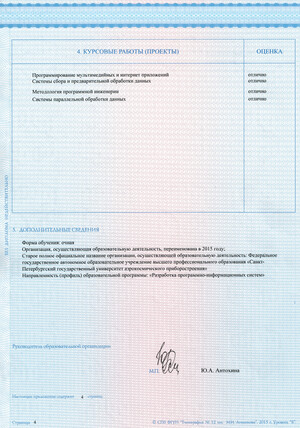 4. КУРСОВЫЕ РАБОТЫ (ПРОЕКТЫ) ОЦЕНКА
Программирование мультимедийных и интернет приложений отлично
Системы сбора и предварительной обработки данных отлично
Методология программной инженерии отлично
Системы параллельной обработки данных отлично
5. ДОПОЛНИТЕЛЬНЫЕ СВЕДЕНИЯ
Форма обучения: очная
Организация, осуществляющая образовательную деятельность, переименована в 2015 году;
Старое полное официальное название организации, осуществляющей образовательную деятельность: Федеральное
государственное автономное образовательное учреждение высшего профессионального образования «Санкт-
Петербургский государственный университет аэрокосмического приборостроения»
Направленность (профиль) образовательной программы: «Разработка программно-информационных систем»
Руководитель образовательной организации
М.П. Ю.А. Антохина
Настоящее приложение содержит 4 страниц
Страница 4